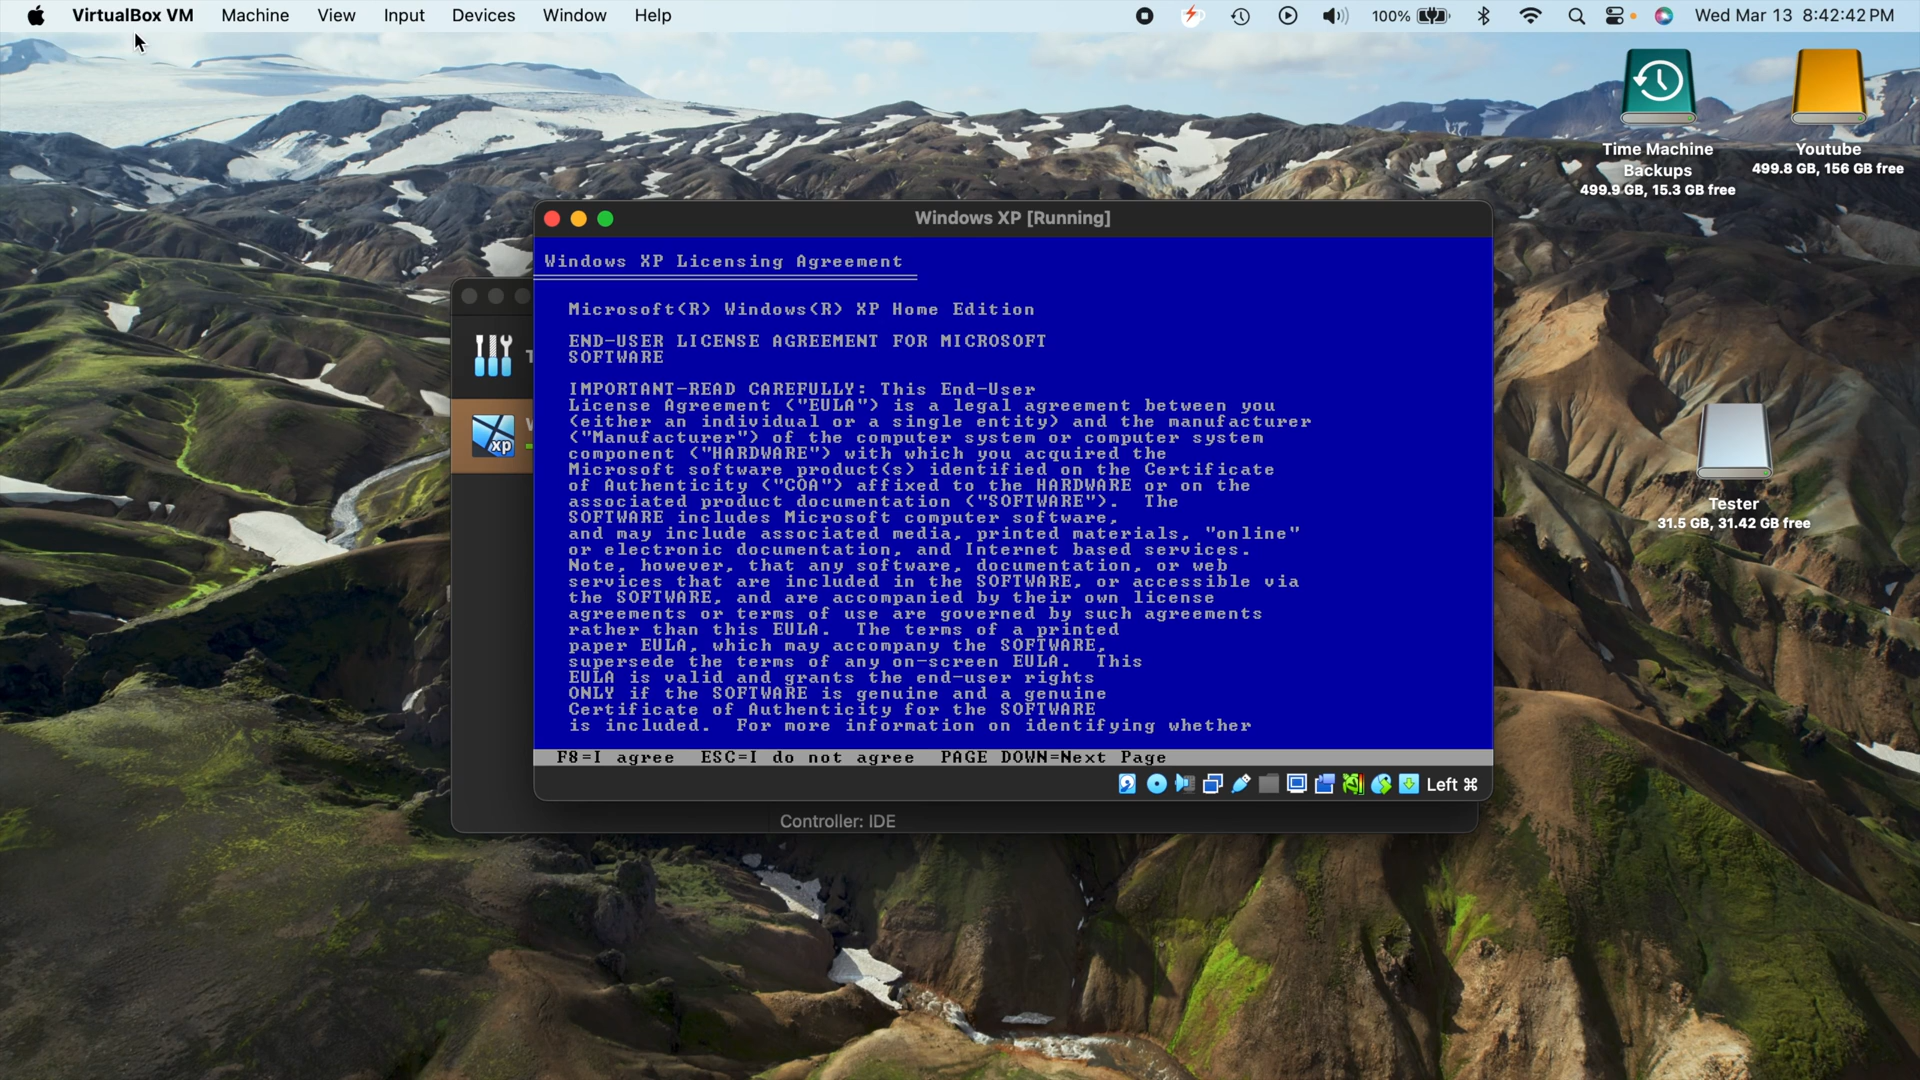 VirtualBox VM Machine View Input Devices Window Help 100% Wed Mar 13 8:42:42 PM
Time Machine
Backups
499.9 GB, 15.3 GB free
Youtube
499.8 GB, 156 GB free
Tester
31.5 GB, 31.42 GB free
Windows XP [Running]
Windows XP Licensing Agreement
Microsoft(R) Windows(R) XP Home Edition
END-USER LICENSE AGREEMENT FOR MICROSOFT
SOFTWARE
IMPORTANT-READ CAREFULLY: This End-User
License Agreement ("EULA") is a legal agreement between you
(either an individual or a single entity) and the manufacturer
("Manufacturer") of the computer system or computer system
component ("HARDWARE") with which you acquired the
Microsoft software product(s) identified on the Certificate
of Authenticity ("COA") affixed to the HARDWARE or on the
associated product documentation ("SOFTWARE").  The
SOFTWARE includes Microsoft computer software,
and may include associated media, printed materials, "online"
or electronic documentation, and Internet based services.
Note, however, that any software, documentation, or web
services that are included in the SOFTWARE, or accessible via
the SOFTWARE, and are accompanied by their own license
agreements or terms of use are governed by such agreements
rather than this EULA.  The terms of a printed
paper EULA, which may accompany the SOFTWARE,
supersede the terms of any on-screen EULA.  This
EULA is valid and grants the end-user rights
ONLY if the SOFTWARE is genuine and a genuine
Certificate of Authenticity for the SOFTWARE
is included.  For more information on identifying whether
F8=I agree  ESC=I do not agree  PAGE DOWN=Next Page
Left ⌘
xp
Controller: IDE